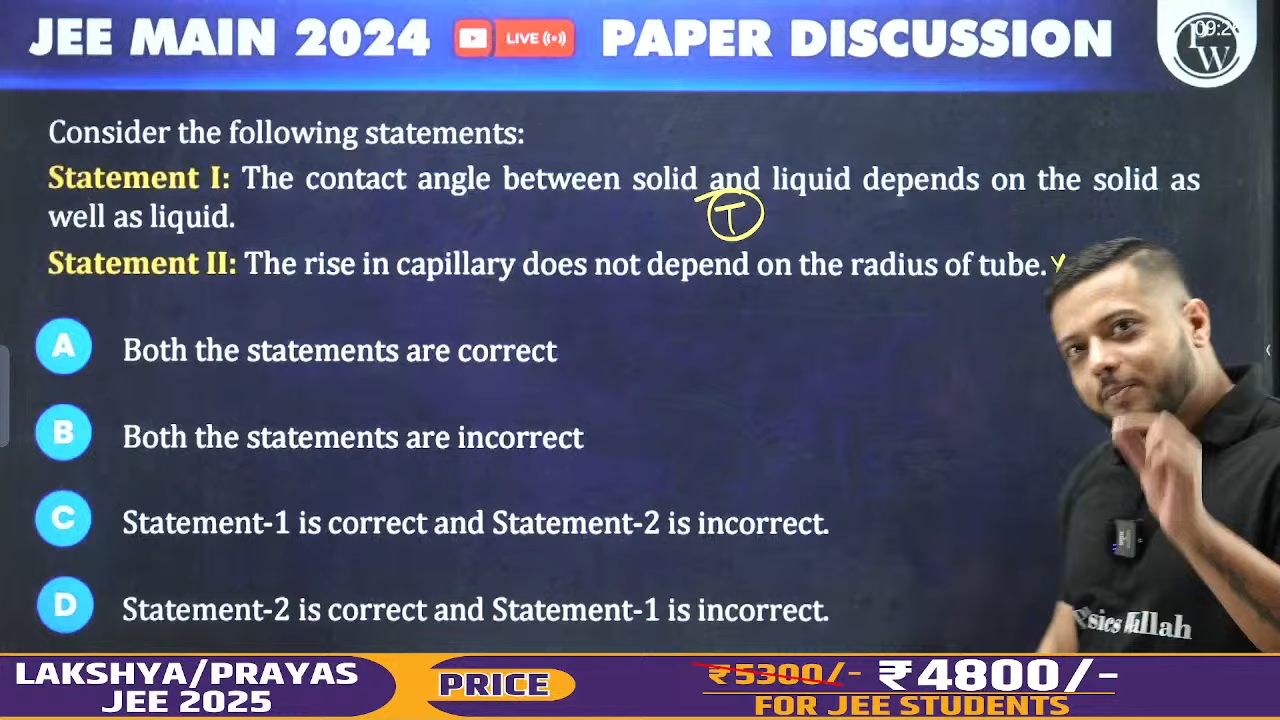 JEE MAIN 2024 LIVE PAPER DISCUSSION
Consider the following statements:
Statement I: The contact angle between solid and liquid depends on the solid as
well as liquid.
T
Statement II: The rise in capillary does not depend on the radius of tube.
A Both the statements are correct
B Both the statements are incorrect
C Statement-1 is correct and Statement-2 is incorrect.
D Statement-2 is correct and Statement-1 is incorrect.
LAKSHYA/PRAYAS
JEE 2025
PRICE
₹5300/- ₹4800/-
FOR JEE STUDENTS